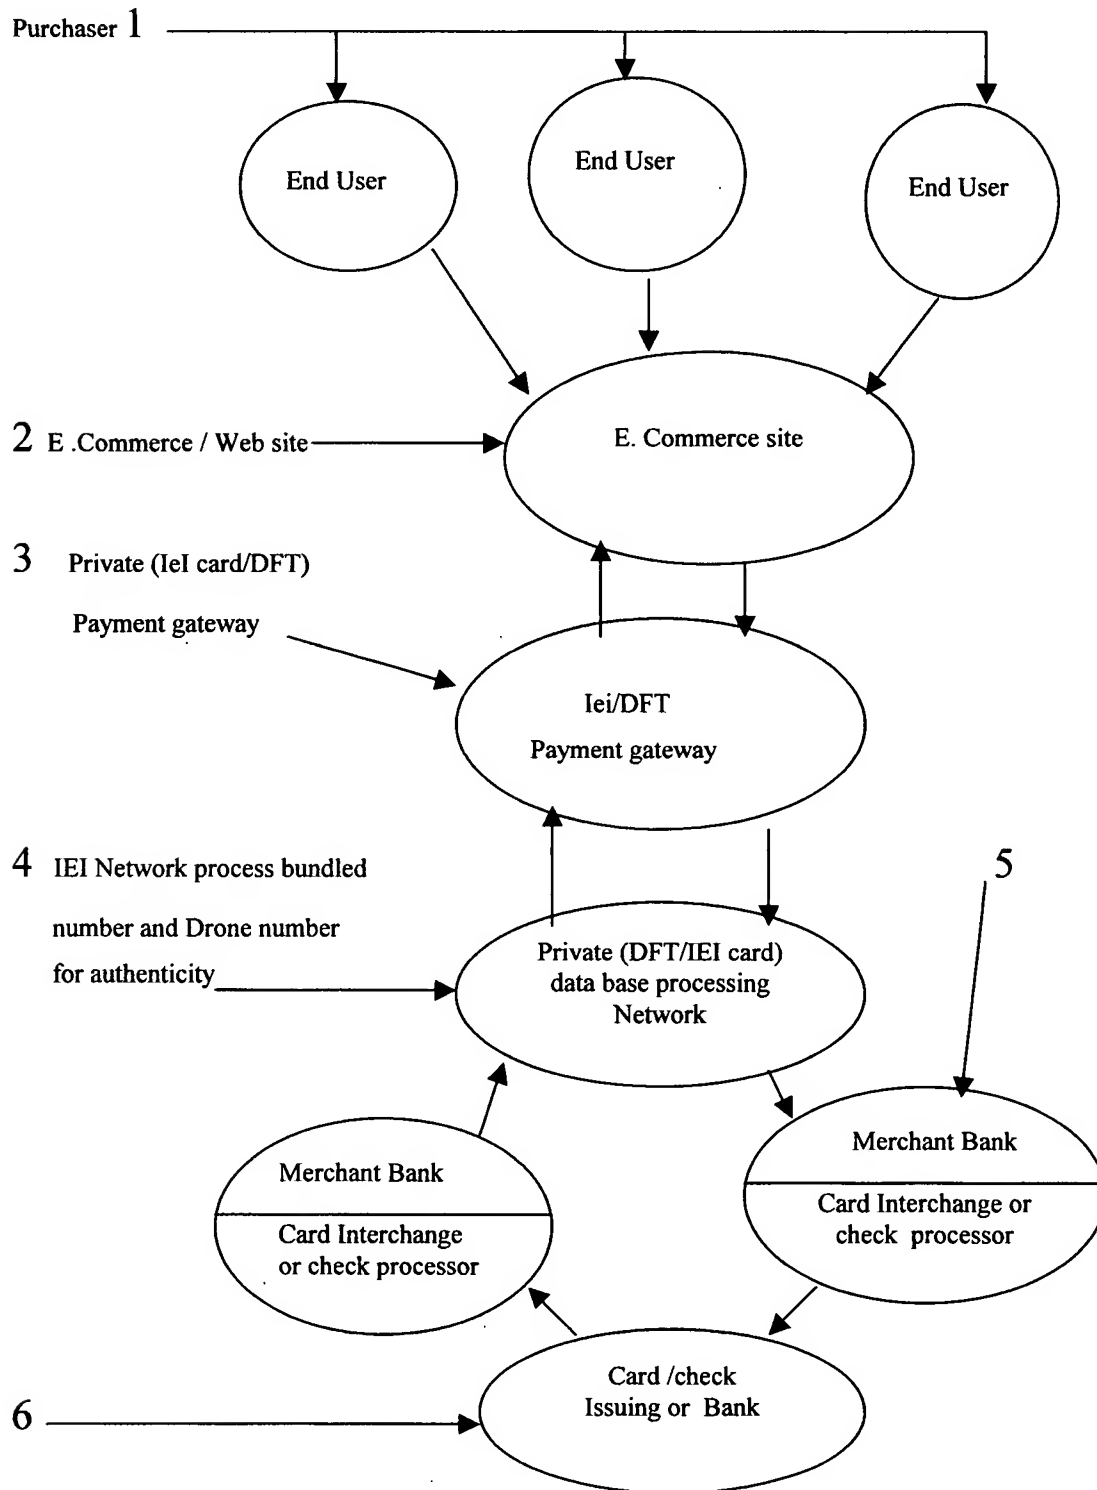 Purchaser 1
End User
End User
End User
2 E .Commerce / Web site
E. Commerce site
3 Private (IeI card/DFT)
Payment gateway
Iei/DFT
Payment gateway
4 IEI Network process bundled
number and Drone number
for authenticity
5
Private (DFT/IEI card)
data base processing
Network
Merchant Bank
Card Interchange or
check processor
Merchant Bank
Card Interchange
or check processor
Card /check
Issuing or Bank
6